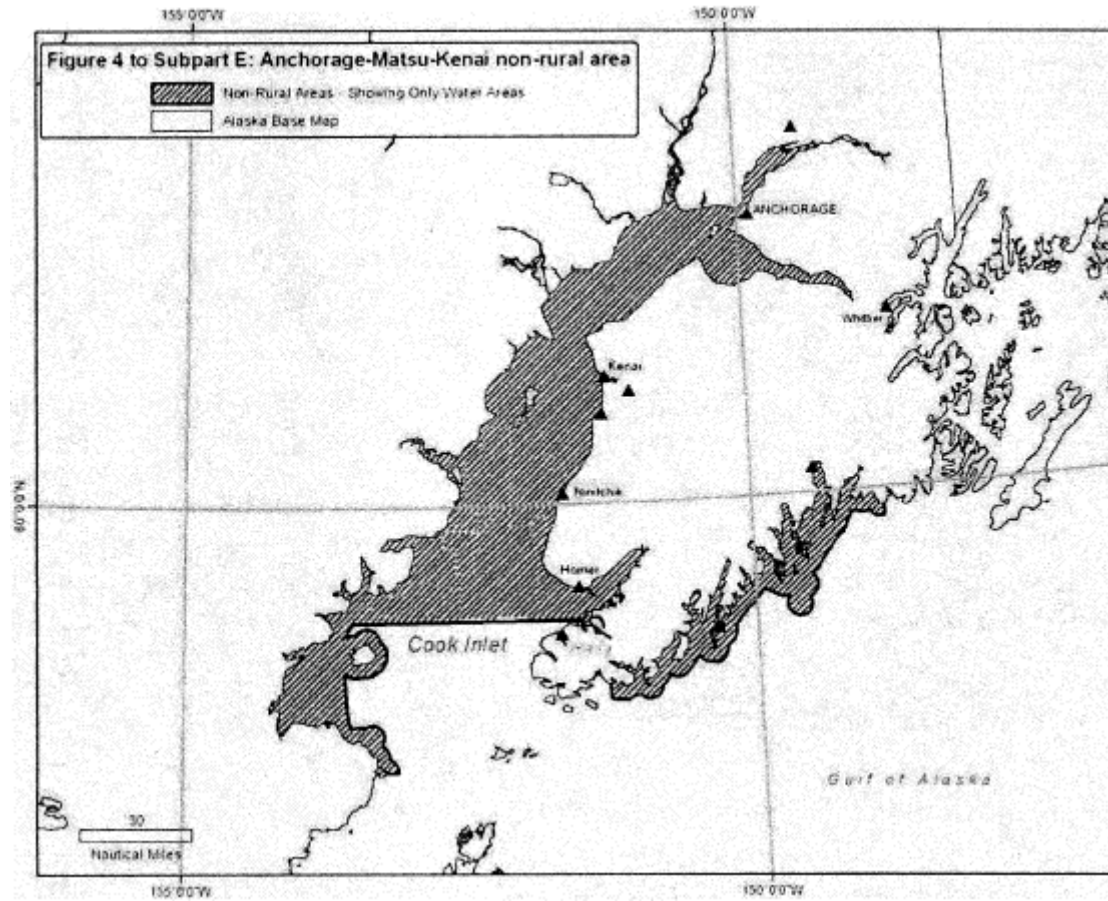 155°0'0"W
150°0'0"W
Figure 4 to Subpart E: Anchorage-Matsu-Kenai non-rural area
Non-Rural Areas - Showing Only Water Areas
Alaska Base Map
ANCHORAGE
Whittier
Kenai
Ninilchik
60°0'0"N
Homer
Cook Inlet
Gulf of Alaska
30
Nautical Miles
155°0'0"W
150°0'0"W